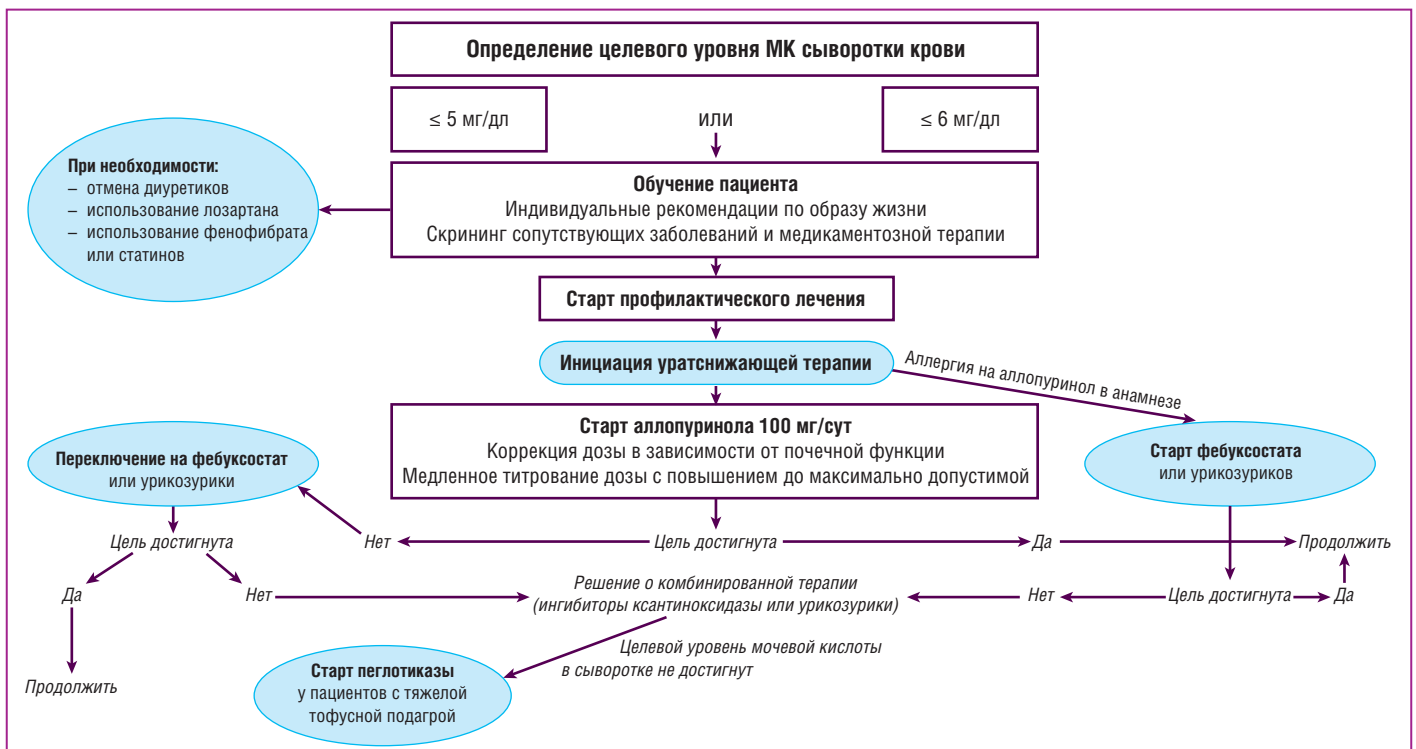 Определение целевого уровня МК сыворотки крови
≤ 5 мг/дл
или
≤ 6 мг/дл
При необходимости:
– отмена диуретиков
– использование лозартана
– использование фенофибрата
или статинов
Обучение пациента
Индивидуальные рекомендации по образу жизни
Скрининг сопутствующих заболеваний и медикаментозной терапии
Старт профилактического лечения
Инициация уратснижающей терапии
Аллергия на аллопуринол в анамнезе
Старт аллопуринола 100 мг/сут
Коррекция дозы в зависимости от почечной функции
Медленное титрование дозы с повышением до максимально допустимой
Переключение на фебуксостат
или урикозурики
Старт фебуксостата
или урикозуриков
Цель достигнута
Нет
Цель достигнута
Да
Продолжить
Да
Нет
Решение о комбинированной терапии
(ингибиторы ксантиноксидазы или урикозурики)
Нет
Цель достигнута
Да
Целевой уровень мочевой кислоты
в сыворотке не достигнут
Продолжить
Старт пеглотиказы
у пациентов с тяжелой
тофусной подагрой